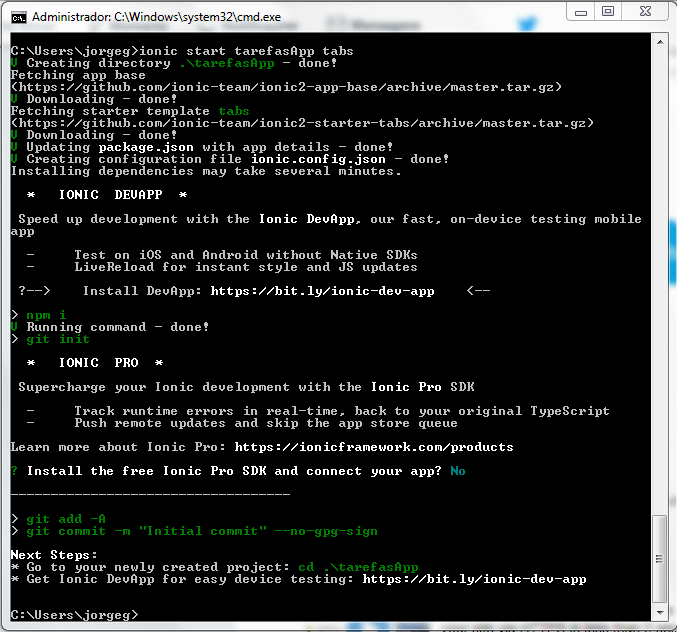 Administrador: C:\Windows\system32\cmd.exe
C:\Users\jorgeg>ionic start tarefasApp tabs
V Creating directory .\tarefasApp - done!
Fetching app base
(https://github.com/ionic-team/ionic2-app-base/archive/master.tar.gz)
V Downloading - done!
Fetching starter template tabs
(https://github.com/ionic-team/ionic2-starter-tabs/archive/master.tar.gz)
V Downloading - done!
V Updating package.json with app details - done!
V Creating configuration file ionic.config.json - done!
Installing dependencies may take several minutes.
* IONIC DEVAPP *
Speed up development with the Ionic DevApp, our fast, on-device testing mobile
app
- Test on iOS and Android without Native SDKs
- LiveReload for instant style and JS updates
?--> Install DevApp: https://bit.ly/ionic-dev-app <--
> npm i
V Running command - done!
> git init
* IONIC PRO *
Supercharge your Ionic development with the Ionic Pro SDK
- Track runtime errors in real-time, back to your original TypeScript
- Push remote updates and skip the app store queue
Learn more about Ionic Pro: https://ionicframework.com/products
? Install the free Ionic Pro SDK and connect your app? No
-----------------------------------
> git add -A
> git commit -m "Initial commit" --no-gpg-sign
Next Steps:
* Go to your newly created project: cd .\tarefasApp
* Get Ionic DevApp for easy device testing: https://bit.ly/ionic-dev-app
C:\Users\jorgeg>